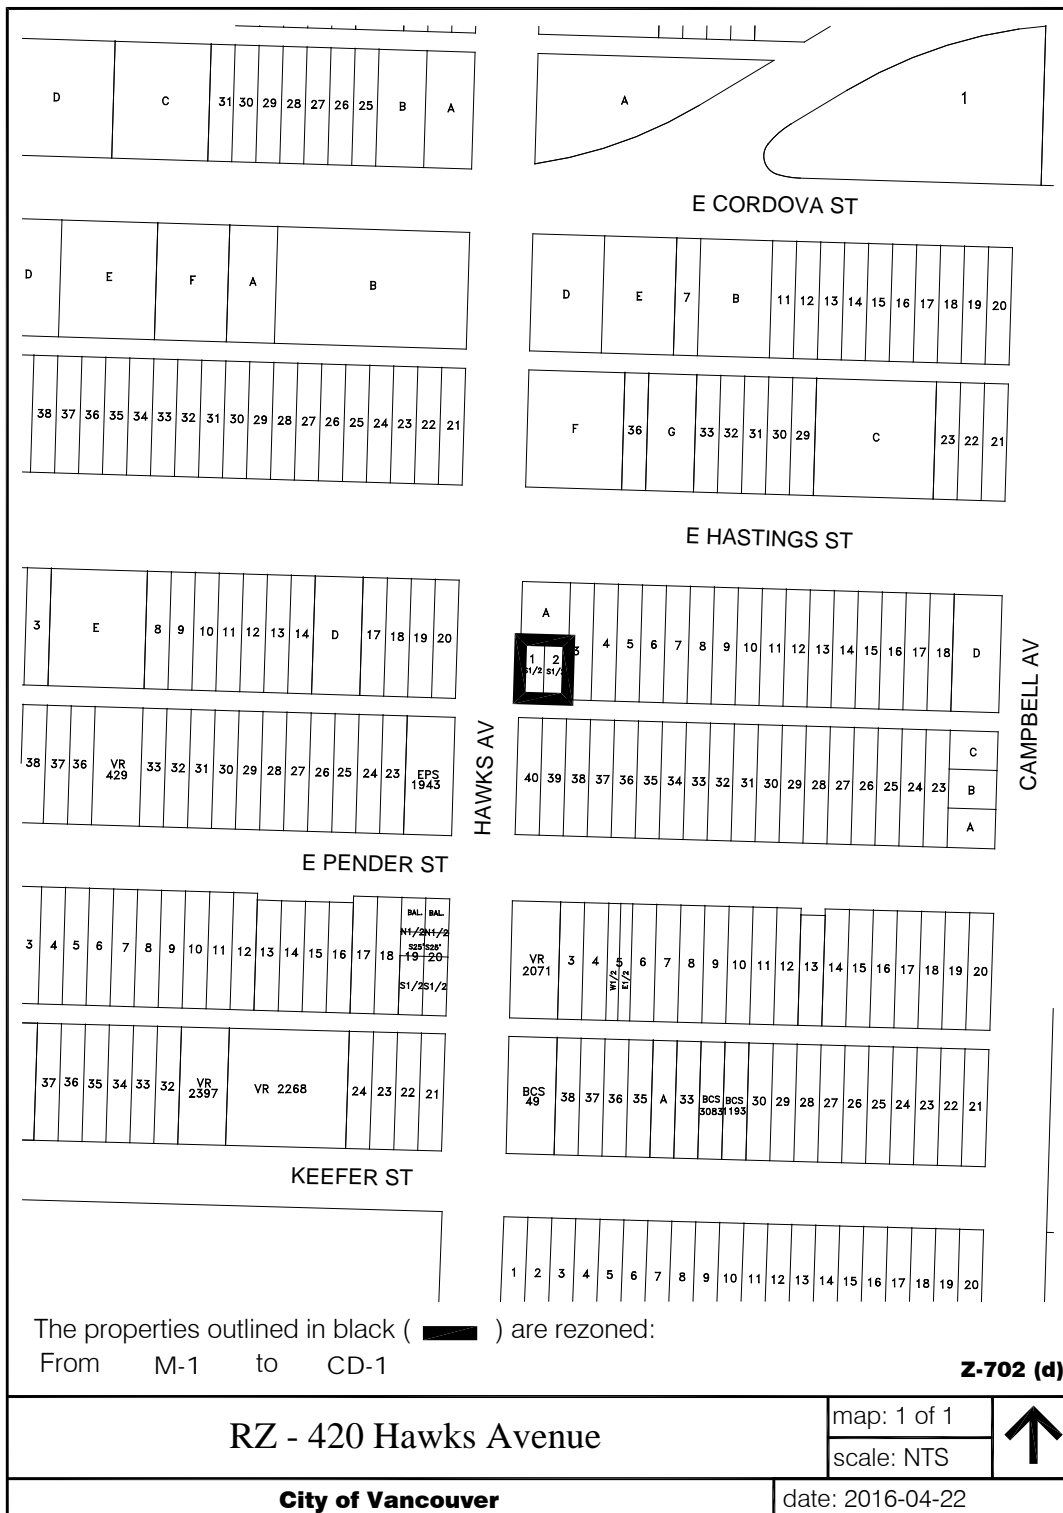 D C 31 30 29 28 27 26 25 B A A 1
E CORDOVA ST
D E F A B D E 7 B 11 12 13 14 15 16 17 18 19 20
38 37 36 35 34 33 32 31 30 29 28 27 26 25 24 23 22 21 F 36 G 33 32 31 30 29 C 23 22 21
E HASTINGS ST
A
3 E 8 9 10 11 12 13 14 D 17 18 19 20 3 4 5 6 7 8 9 10 11 12 13 14 15 16 17 18 D
1 2
S1/2 S1/2
HAWKS AV
CAMPBELL AV
38 37 36 VR 429 33 32 31 30 29 28 27 26 25 24 23 EPS 1943 40 39 38 37 36 35 34 33 32 31 30 29 28 27 26 25 24 23 C B A
E PENDER ST
BAL. BAL.
N1/2 N1/2
S25' S25'
3 4 5 6 7 8 9 10 11 12 13 14 15 16 17 18 19 20 VR 2071 3 4 5 6 7 8 9 10 11 12 13 14 15 16 17 18 19 20
S1/2 S1/2 W1/2 E1/2
37 36 35 34 33 32 VR 2397 VR 2268 24 23 22 21 BCS 49 38 37 36 35 A 33 BCS 3083 BCS 1193 30 29 28 27 26 25 24 23 22 21
KEEFER ST
1 2 3 4 5 6 7 8 9 10 11 12 13 14 15 16 17 18 19 20
The properties outlined in black ( ) are rezoned:
From M-1 to CD-1
Z-702 (d)
RZ - 420 Hawks Avenue
map: 1 of 1
scale: NTS
City of Vancouver
date: 2016-04-22